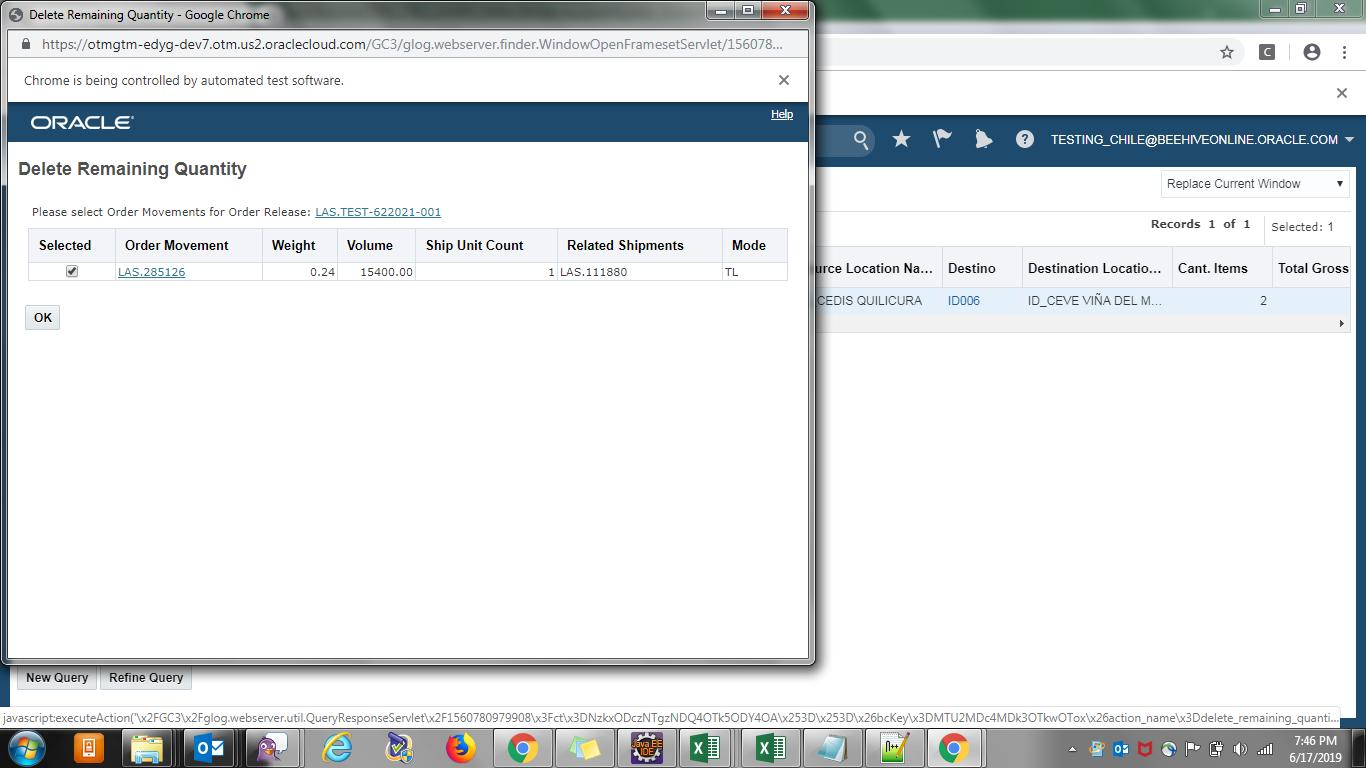 Delete Remaining Quantity - Google Chrome
https://otmgtm-edyg-dev7.otm.us2.oraclecloud.com/GC3/glog.webserver.finder.WindowOpenFramesetServlet/156078...
Chrome is being controlled by automated test software.
ORACLE
Help
Delete Remaining Quantity
Please select Order Movements for Order Release: LAS.TEST-622021-001
Selected Order Movement Weight Volume Ship Unit Count Related Shipments Mode
LAS.285126 0.24 15400.00 1 LAS.111880 TL
OK
C
TESTING_CHILE@BEEHIVEONLINE.ORACLE.COM
Replace Current Window
Records 1 of 1 Selected: 1
urce Location Na... Destino Destination Locatio... Cant. Items Total Gross
CEDIS QUILICURA ID006 ID_CEVE VIÑA DEL M... 2
New Query Refine Query
javascript:executeAction("\x2FGC3\x2Fglog.webserver.util.QueryResponseServlet\x2F1560780979908\x3Fct\x3DNzkxODczNTgzNDQ4OTk5ODY4OA\x253D\x253D\x26bcKey\x3DMTU2MDc4MDk3OTkwOTox\x26action_name\x3Ddelete_remaining_quanti...
Java EE
IDE
7:46 PM
6/17/2019